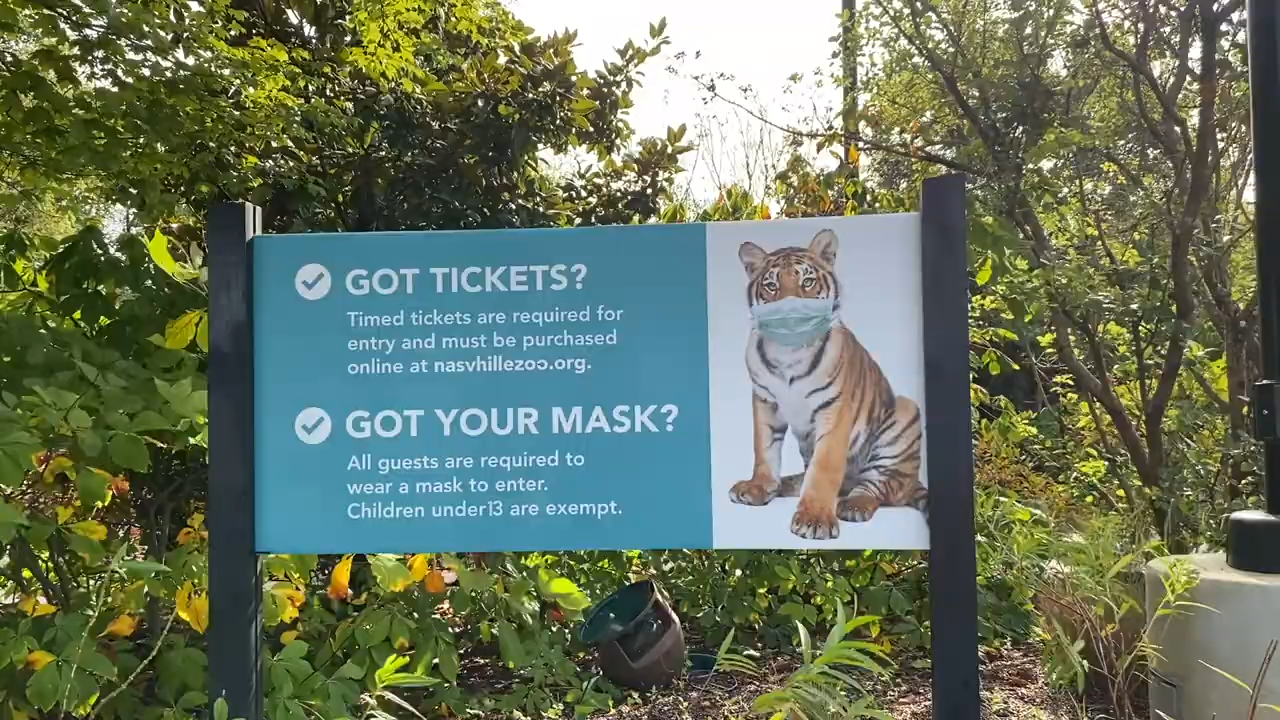 GOT TICKETS?
Timed tickets are required for
entry and must be purchased
online at nasvhillezoo.org.
GOT YOUR MASK?
All guests are required to
wear a mask to enter.
Children under13 are exempt.